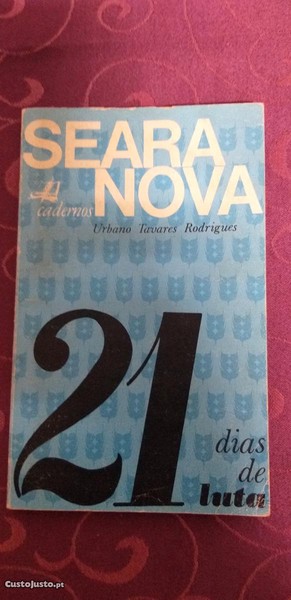 SEARA
NOVA
cadernos
Urbano Tavares Rodrigues
21
dias
de
luta
CustoJusto.pt